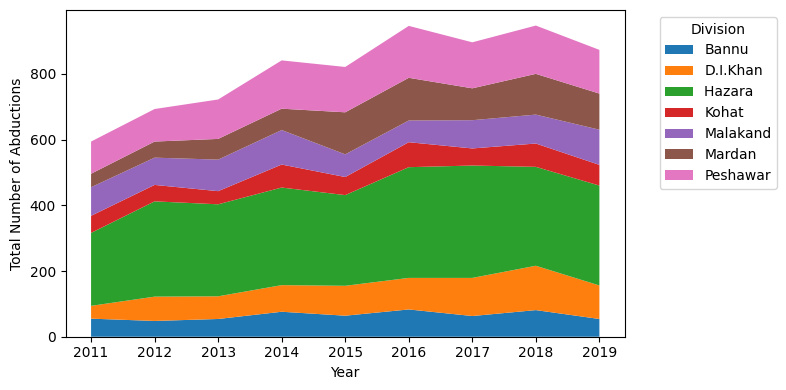 Total Number of Abductions
800
600
400
200
0
2011 2012 2013 2014 2015 2016 2017 2018 2019
Year
Division
Bannu
D.I.Khan
Hazara
Kohat
Malakand
Mardan
Peshawar